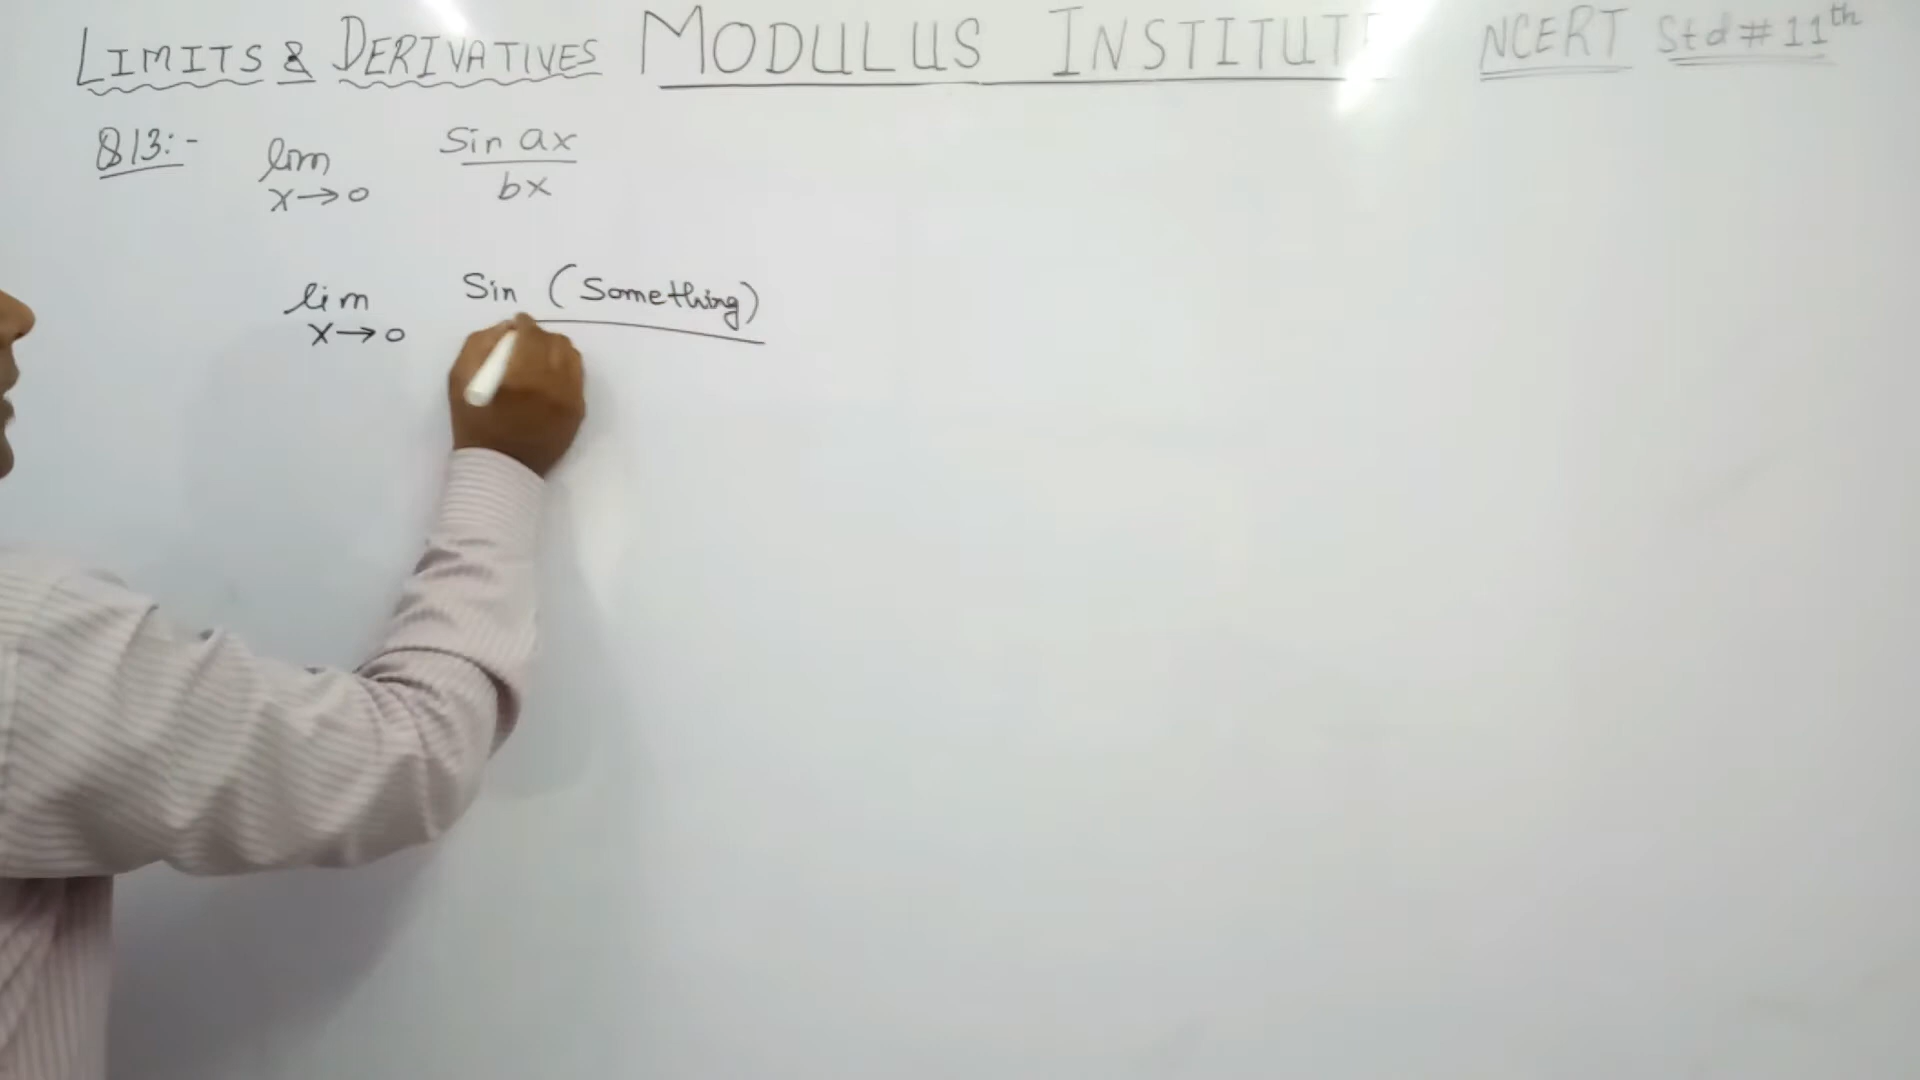 LIMITS & DERIVATIVES MODULUS INSTITUTE NCERT Std # 11th
Q13:- lim x→0 Sin ax / bx
lim x→0 Sin (Something)